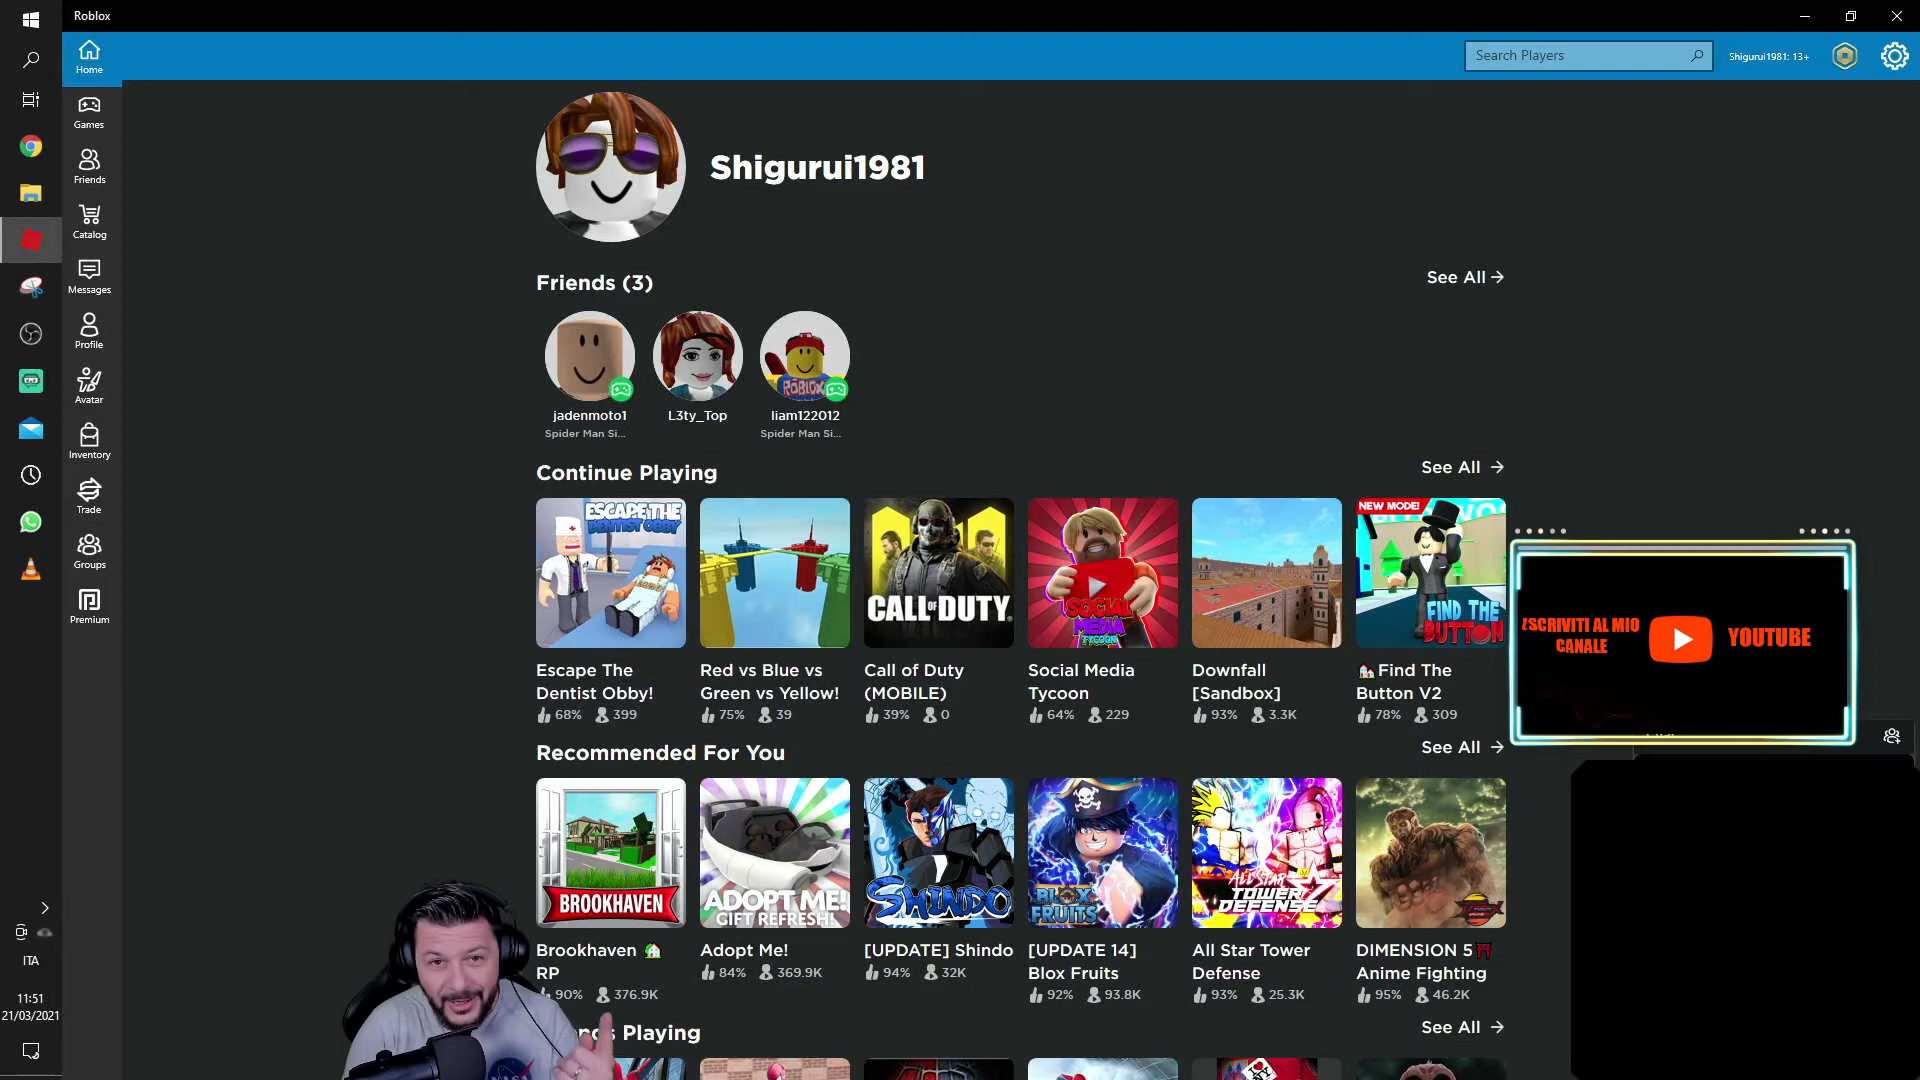 Roblox
Home
Search Players
Shigurui1981: 13+
Games
Friends
Catalog
Messages
Profile
Avatar
Inventory
Trade
Groups
Premium
Shigurui1981
Friends (3)
See All
ROBLOX
jadenmoto1
L3ty_Top
liam122012
Spider Man Si...
Spider Man Si...
Continue Playing
See All
ESCAPE THE
DENTIST OBBY
CALL OF DUTY
SOCIAL
MEDIA
TYCOON
NEW MODE!
FIND THE
BUTTON
Escape The
Dentist Obby!
68% 399
Red vs Blue vs
Green vs Yellow!
75% 39
Call of Duty
(MOBILE)
39% 0
Social Media
Tycoon
64% 229
Downfall
[Sandbox]
93% 3.3K
Find The
Button V2
78% 309
ISCRIVITI AL MIO
CANALE
YOUTUBE
Recommended For You
See All
BROOKHAVEN
ADOPT ME!
GIFT REFRESH!
SHINDO
BLOX
FRUITS
ALL STAR
TOWER
DEFENSE
Brookhaven
RP
90% 376.9K
Adopt Me!
84% 369.9K
[UPDATE] Shindo
94% 32K
[UPDATE 14]
Blox Fruits
92% 93.8K
All Star Tower
Defense
93% 25.3K
DIMENSION 5
Anime Fighting
95% 46.2K
Playing
See All
NASA
ITA
11:51
21/03/2021